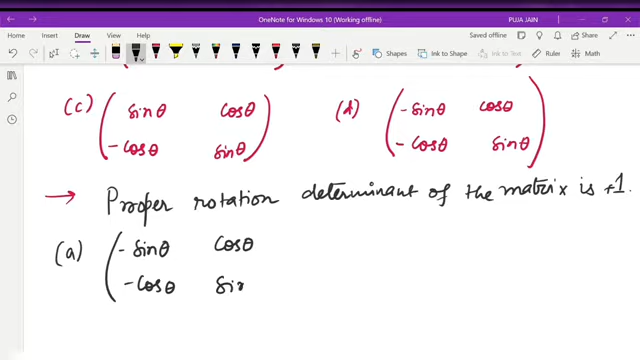 OneNote for Windows 10 (Working offline)
PUJA JAIN
Home Insert Draw View Help
Saved offline
Shapes Ink to Shape Ink to Text
(c) ( sinθ cosθ (d) ( - sinθ cosθ
- cosθ sinθ ) - cosθ sinθ )
→ Proper rotation determinant of the matrix is +1.
(a) ( - sinθ cosθ
- cosθ sin